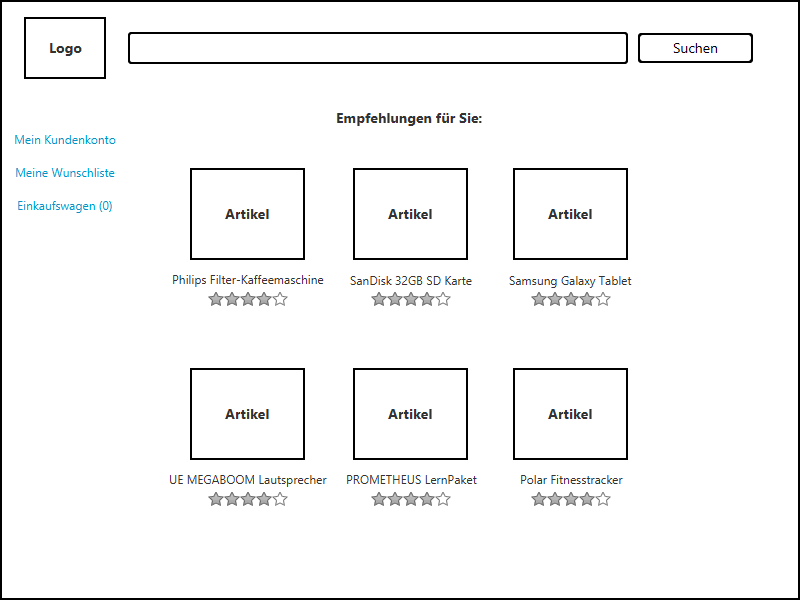 Logo
Suchen
Empfehlungen für Sie:
Mein Kundenkonto
Meine Wunschliste
Einkaufswagen (0)
Artikel
Artikel
Artikel
Philips Filter-Kaffeemaschine
SanDisk 32GB SD Karte
Samsung Galaxy Tablet
Artikel
Artikel
Artikel
UE MEGABOOM Lautsprecher
PROMETHEUS LernPaket
Polar Fitnesstracker